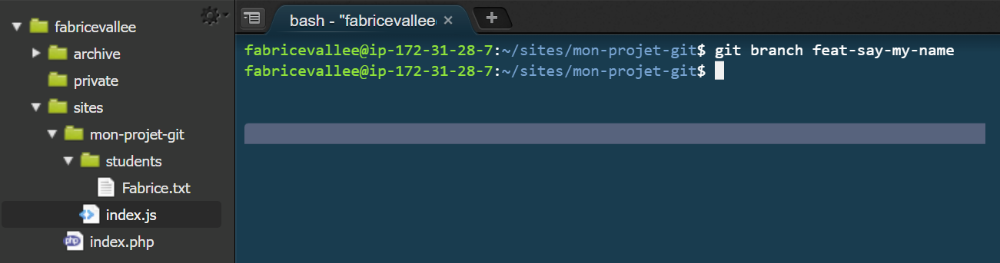 fabricevallee
archive
private
sites
mon-projet-git
students
Fabrice.txt
index.js
php index.php
bash - "fabricevallee
fabricevallee@ip-172-31-28-7:~/sites/mon-projet-git$ git branch feat-say-my-name
fabricevallee@ip-172-31-28-7:~/sites/mon-projet-git$